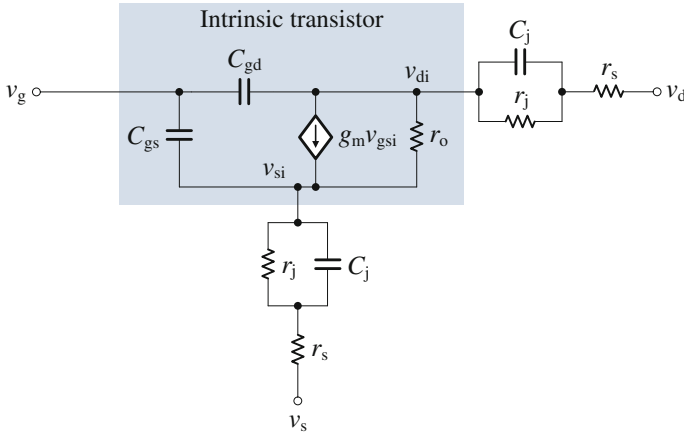 Intrinsic transistor
C_j
C_gd
v_di
r_s
v_g
v_d
r_j
C_gs
g_m v_gsi
r_o
v_si
r_j
C_j
r_s
v_s